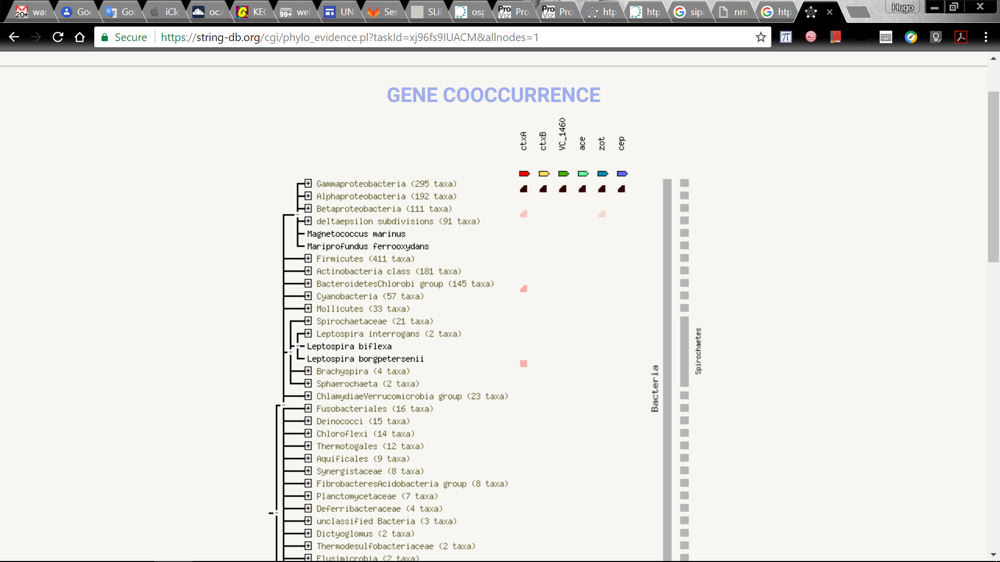 20+ war
Goo
Goo
iClo
oc.
KEG
99+ wel
UN
Ses
SLi
osp
Pro Viz Pro
Pro Viz Pro
htp
htp
sip
nrn
htp
Hugo
Secure https://string-db.org/cgi/phylo_evidence.pl?taskId=xj96fs9IUACM&allnodes=1
GENE COOCCURRENCE
ctxA ctxB VC_1460 ace zot cep
Gammaproteobacteria (295 taxa)
Alphaproteobacteria (192 taxa)
Betaproteobacteria (111 taxa)
deltaepsilon subdivisions (91 taxa)
Magnetococcus marinus
Mariprofundus ferrooxydans
Firmicutes (411 taxa)
Actinobacteria class (181 taxa)
BacteroidetesChlorobi group (145 taxa)
Cyanobacteria (57 taxa)
Mollicutes (33 taxa)
Spirochaetaceae (21 taxa)
Leptospira interrogans (2 taxa)
Leptospira biflexa
Leptospira borgpetersenii
Brachyspira (4 taxa)
Sphaerochaeta (2 taxa)
ChlamydiaeVerrucomicrobia group (23 taxa)
Fusobacteriales (16 taxa)
Deinococci (15 taxa)
Chloroflexi (14 taxa)
Thermotogales (12 taxa)
Aquificales (9 taxa)
Synergistaceae (8 taxa)
FibrobacteresAcidobacteria group (8 taxa)
Planctomycetaceae (7 taxa)
Deferribacteraceae (4 taxa)
unclassified Bacteria (3 taxa)
Dictyoglomus (2 taxa)
Thermodesulfobacteriaceae (2 taxa)
Elusimicrobia (2 taxa)
Bacteria
Spirochaetes